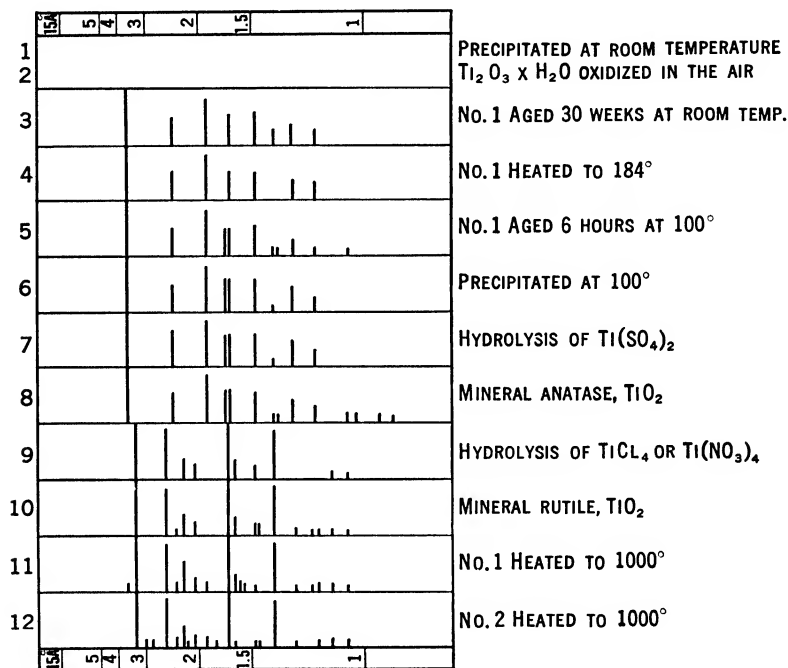 15Å 5 4 3 2 1.5 1
1 PRECIPITATED AT ROOM TEMPERATURE
2 Ti₂O₃ x H₂O OXIDIZED IN THE AIR
3 No. 1 AGED 30 WEEKS AT ROOM TEMP.
4 No. 1 HEATED TO 184°
5 No. 1 AGED 6 HOURS AT 100°
6 PRECIPITATED AT 100°
7 HYDROLYSIS OF Ti(SO₄)₂
8 MINERAL ANATASE, TiO₂
9 HYDROLYSIS OF TiCL₄ OR Ti(NO₃)₄
10 MINERAL RUTILE, TiO₂
11 No. 1 HEATED TO 1000°
12 No. 2 HEATED TO 1000°
15Å 5 4 3 2 1.5 1